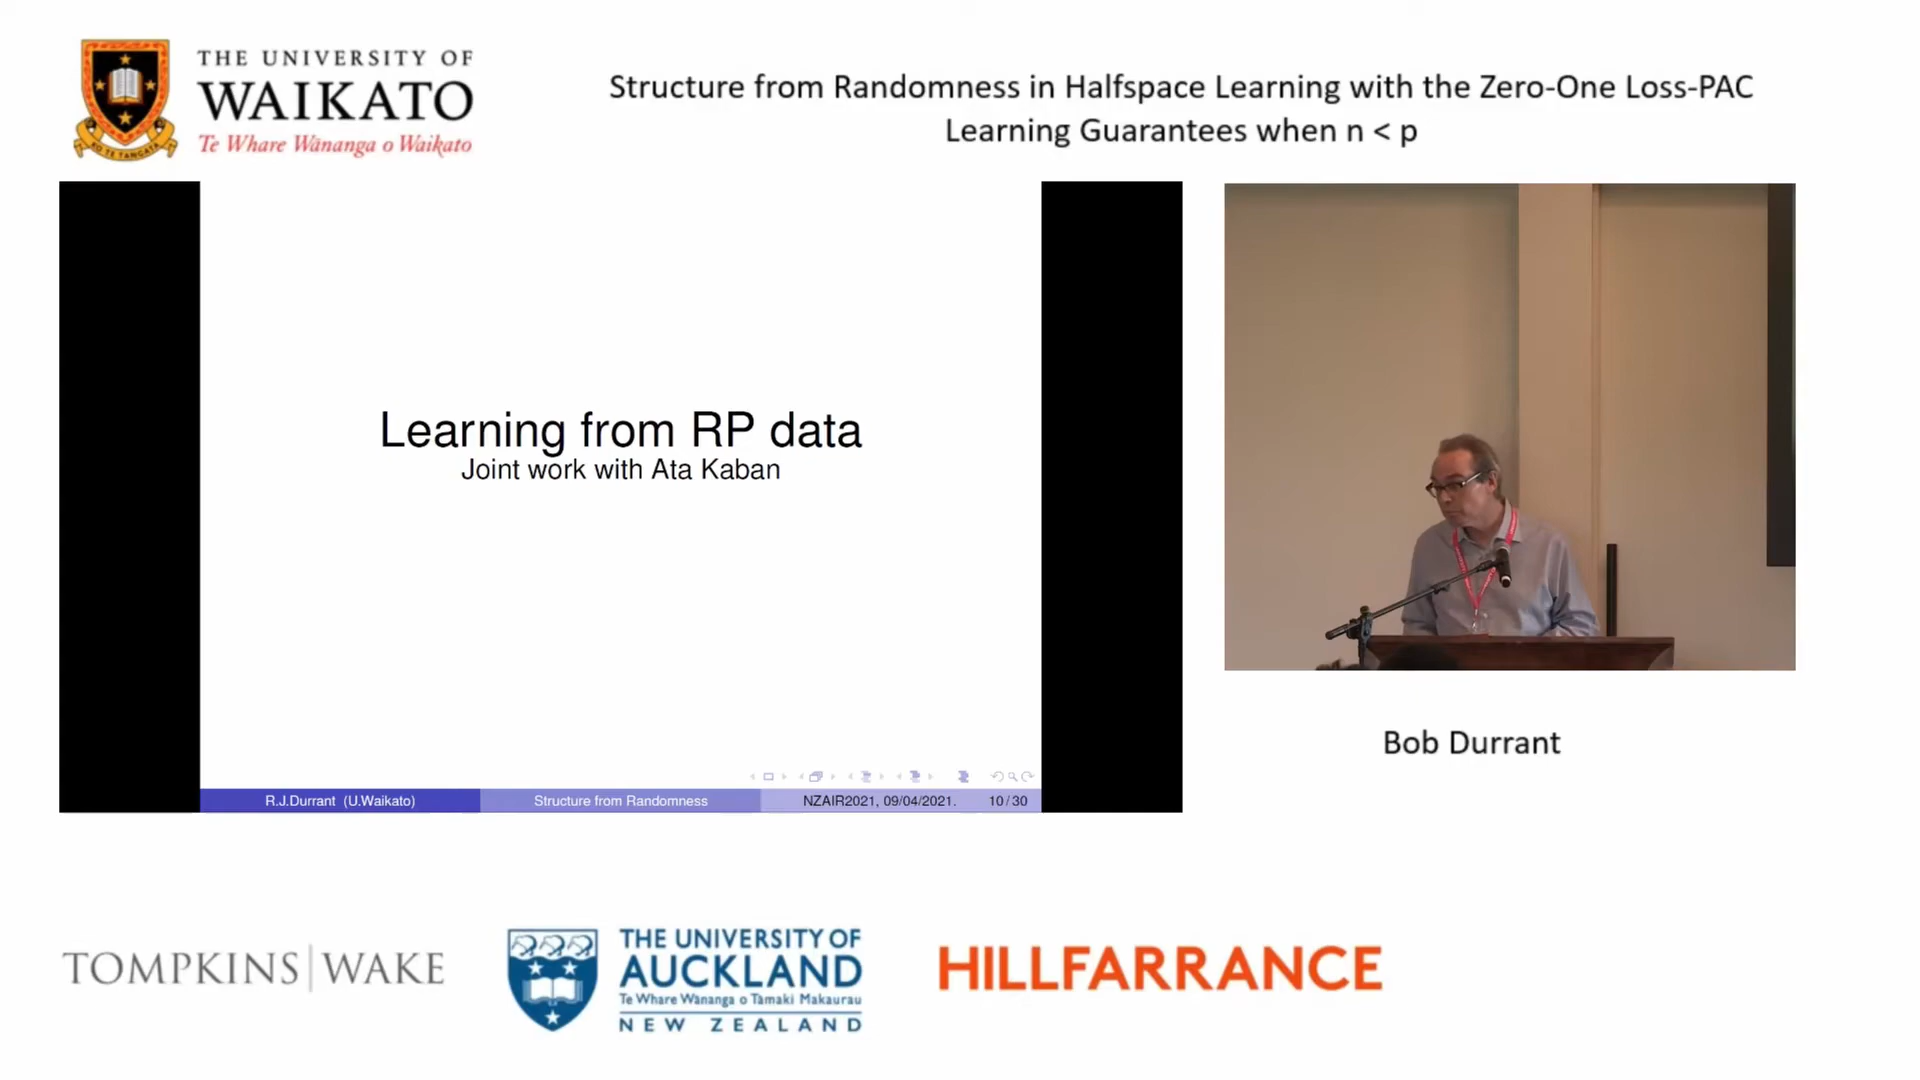 THE UNIVERSITY OF
WAIKATO
Te Whare Wānanga o Waikato
KO TE TANGATA
Structure from Randomness in Halfspace Learning with the Zero-One Loss-PAC
Learning Guarantees when n < p
Learning from RP data
Joint work with Ata Kaban
R.J.Durrant (U.Waikato)
Structure from Randomness
NZAIR2021, 09/04/2021.
10/30
Bob Durrant
TOMPKINS|WAKE
THE UNIVERSITY OF
AUCKLAND
Te Whare Wānanga o Tāmaki Makaurau
NEW ZEALAND
HILLFARRANCE